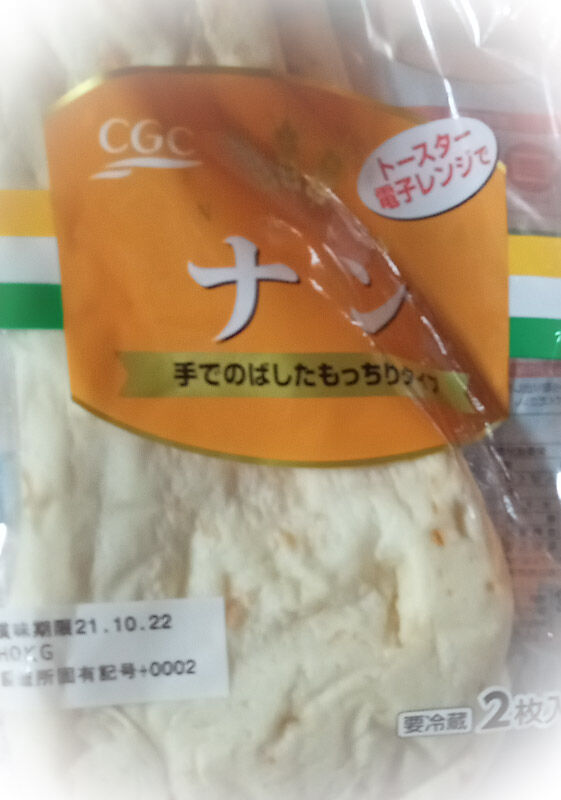 CGC
トースター
電子レンジで
ナン
手でのばしたもっちりタイプ
賞味期限21.10.22
H0KG
製造所固有記号+0002
要冷蔵 2枚入